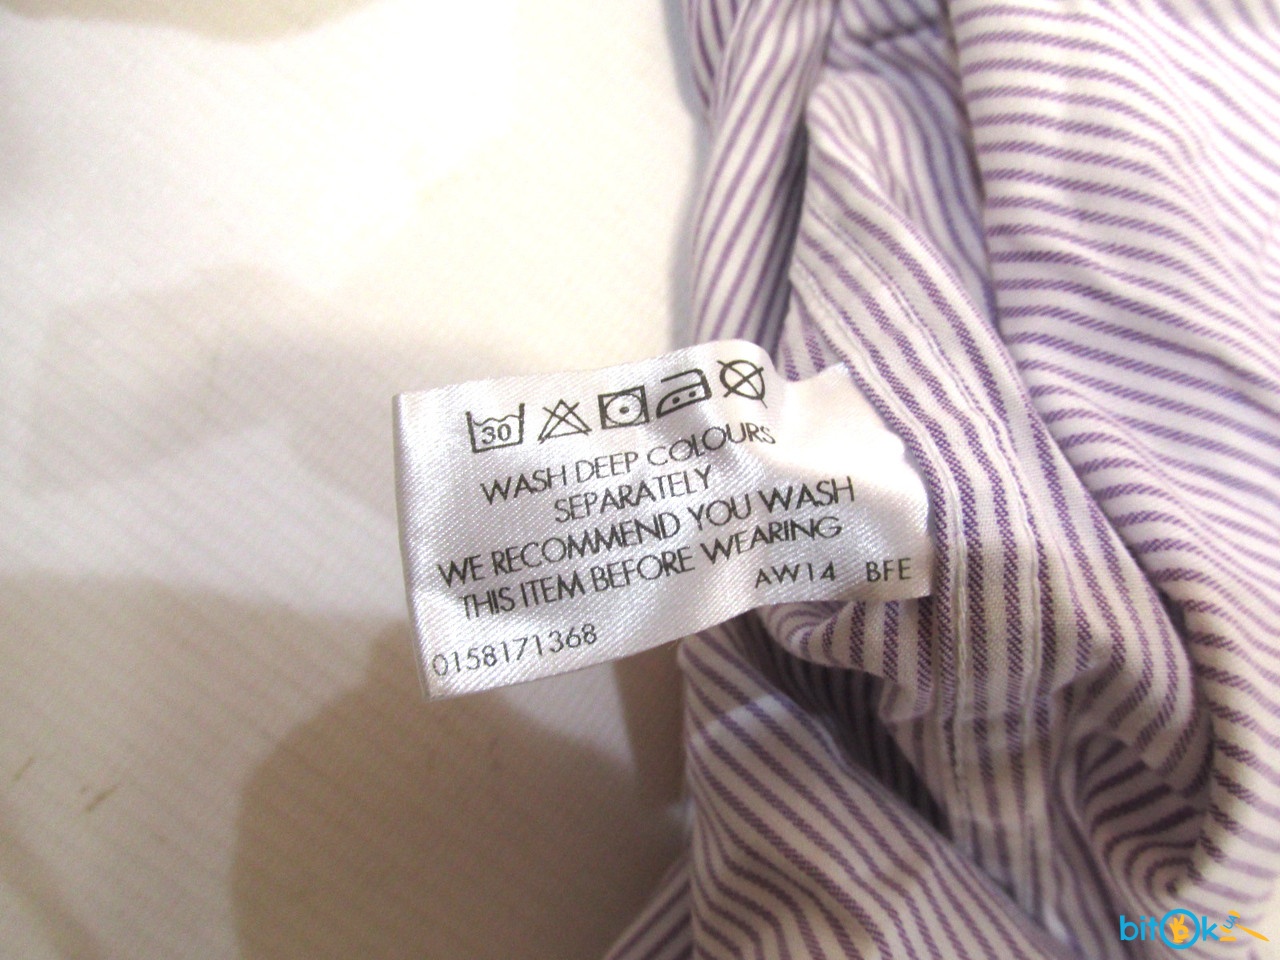 30
WASH DEEP COLOURS
SEPARATELY
WE RECOMMEND YOU WASH
THIS ITEM BEFORE WEARING
AW14 BFE
0158171368
bitOk